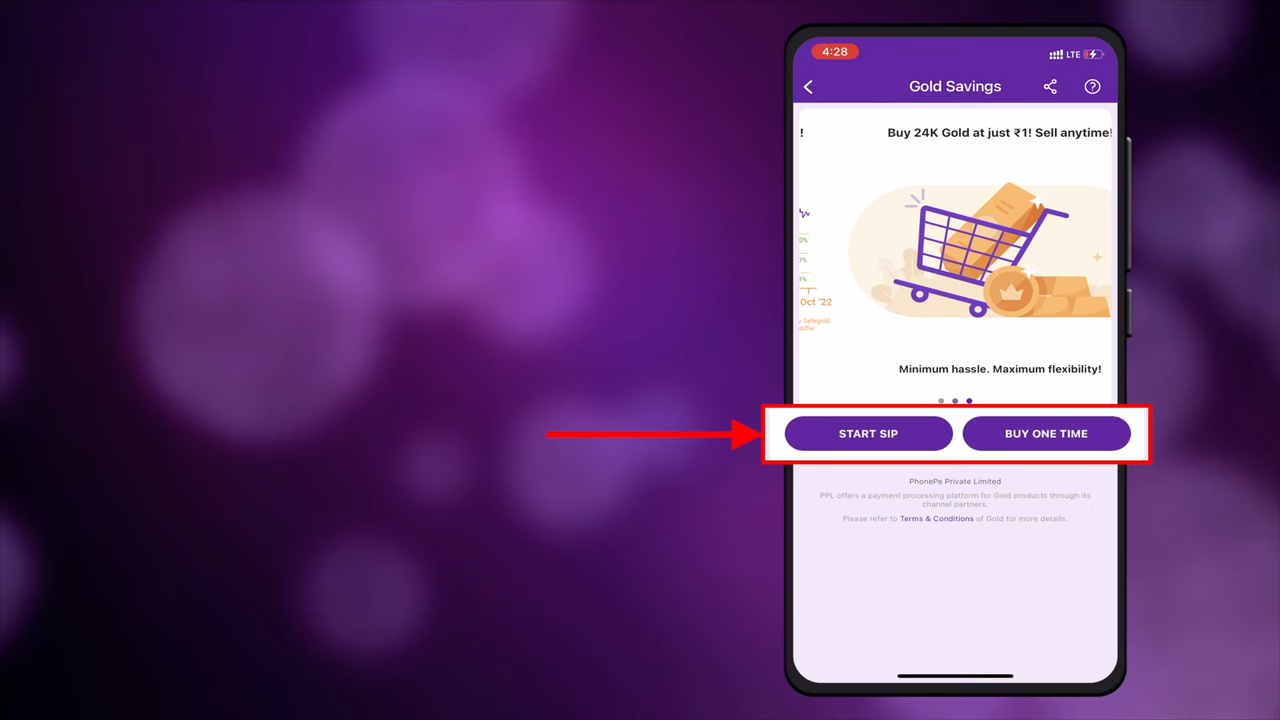 4:28
LTE
Gold Savings
!
Buy 24K Gold at just ₹1! Sell anytime!
Oct '22
y Safegold
differ.
Minimum hassle. Maximum flexibility!
START SIP
BUY ONE TIME
PhonePe Private Limited
PPL offers a payment processing platform for Gold products through its
channel partners.
Please refer to Terms & Conditions of Gold for more details.